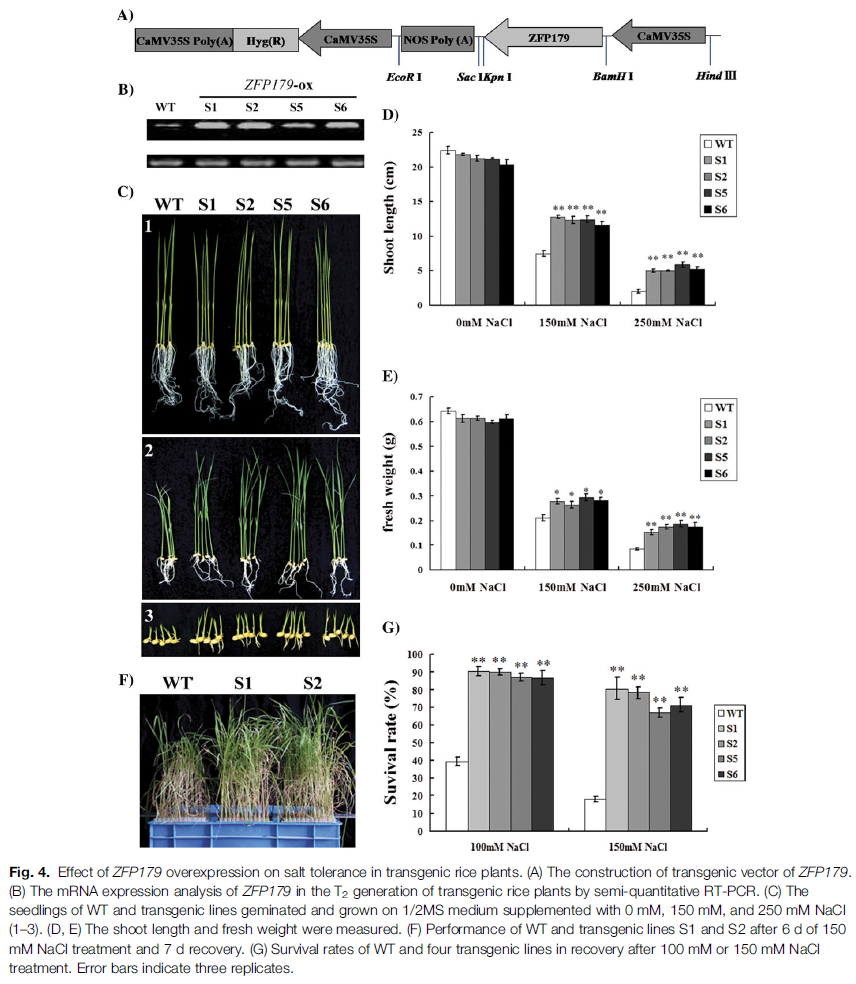 A)
CaMV35S Poly(A) Hyg(R) CaMV35S NOS Poly (A) ZFP179 CaMV35S
EcoR I Sac I Kpn I BamH I Hind III
B)
ZFP179-ox
WT S1 S2 S5 S6
C)
WT S1 S2 S5 S6
1
2
3
D)
Shoot length (cm)
25
20
15
10
5
0
** ** ** **
** ** ** **
0mM NaCl 150mM NaCl 250mM NaCl
WT
S1
S2
S5
S6
E)
fresh weight (g)
0.7
0.6
0.5
0.4
0.3
0.2
0.1
0
* * * *
** ** ** **
0mM NaCl 150mM NaCl 250mM NaCl
WT
S1
S2
S5
S6
F)
WT S1 S2
G)
Suvival rate (%)
100
90
80
70
60
50
40
30
20
10
0
** ** ** **
** ** ** **
100mM NaCl 150mM NaCl
WT
S1
S2
S5
S6
Fig. 4. Effect of ZFP179 overexpression on salt tolerance in transgenic rice plants. (A) The construction of transgenic vector of ZFP179.
(B) The mRNA expression analysis of ZFP179 in the T2 generation of transgenic rice plants by semi-quantitative RT-PCR. (C) The
seedlings of WT and transgenic lines geminated and grown on 1/2MS medium supplemented with 0 mM, 150 mM, and 250 mM NaCl
(1–3). (D, E) The shoot length and fresh weight were measured. (F) Performance of WT and transgenic lines S1 and S2 after 6 d of 150
mM NaCl treatment and 7 d recovery. (G) Survival rates of WT and four transgenic lines in recovery after 100 mM or 150 mM NaCl
treatment. Error bars indicate three replicates.